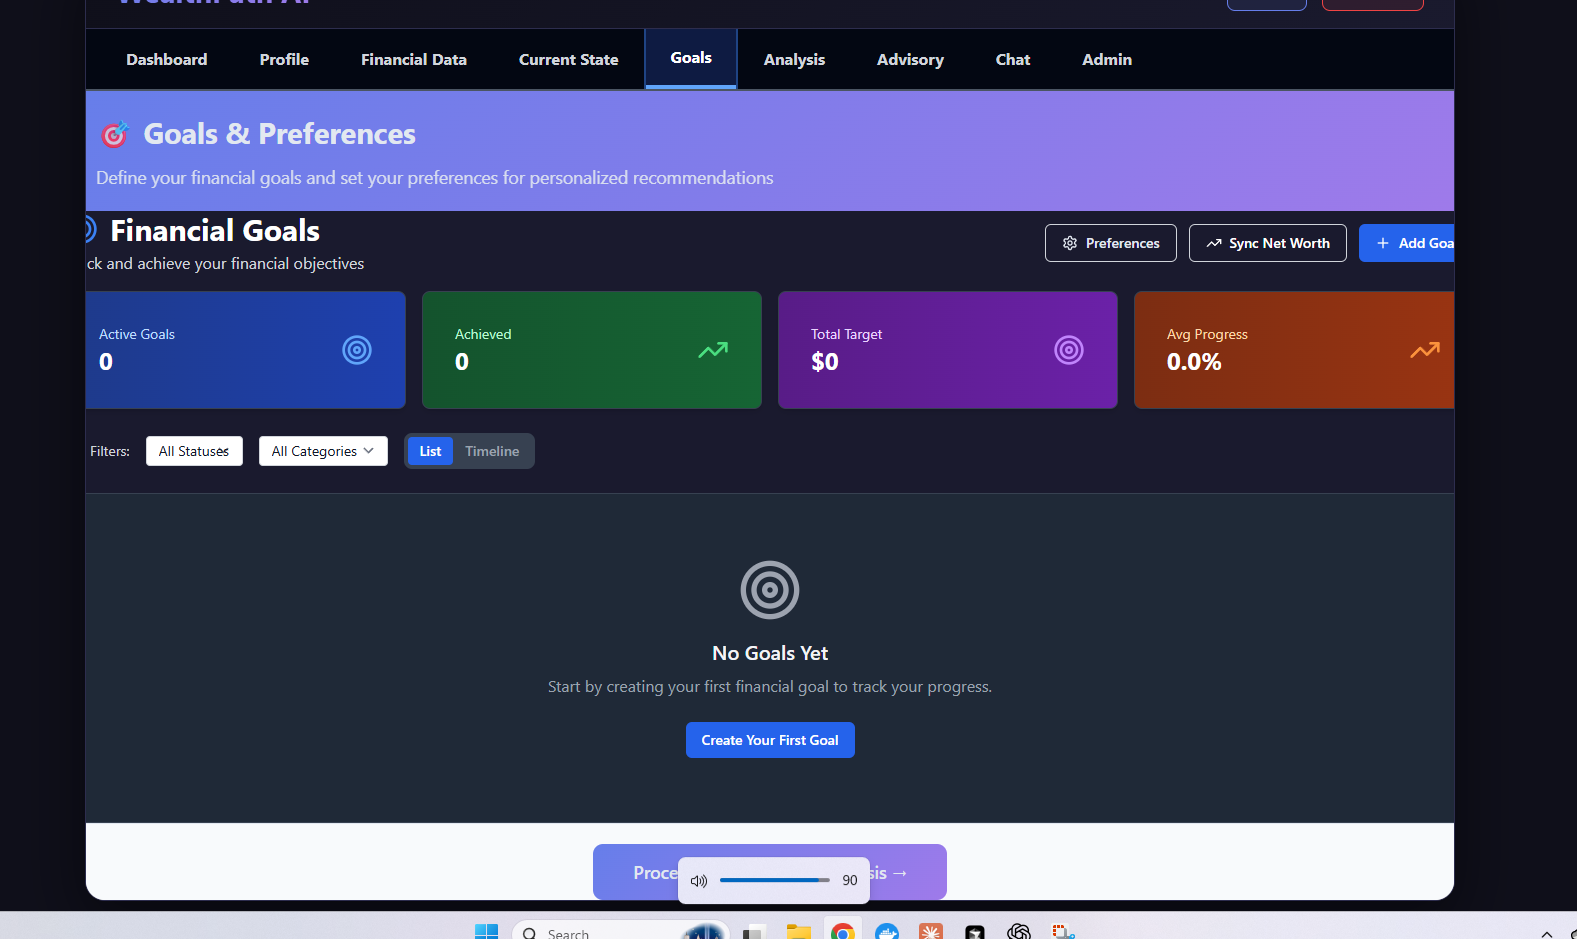 Dashboard Profile Financial Data Current State Goals Analysis Advisory Chat Admin
Goals & Preferences
Define your financial goals and set your preferences for personalized recommendations
Financial Goals
ck and achieve your financial objectives
Preferences
Sync Net Worth
+ Add Goa
Active Goals
0
Achieved
0
Total Target
$0
Avg Progress
0.0%
Filters:
All Statuses
All Categories
List
Timeline
No Goals Yet
Start by creating your first financial goal to track your progress.
Create Your First Goal
Proce
sis →
90
Search